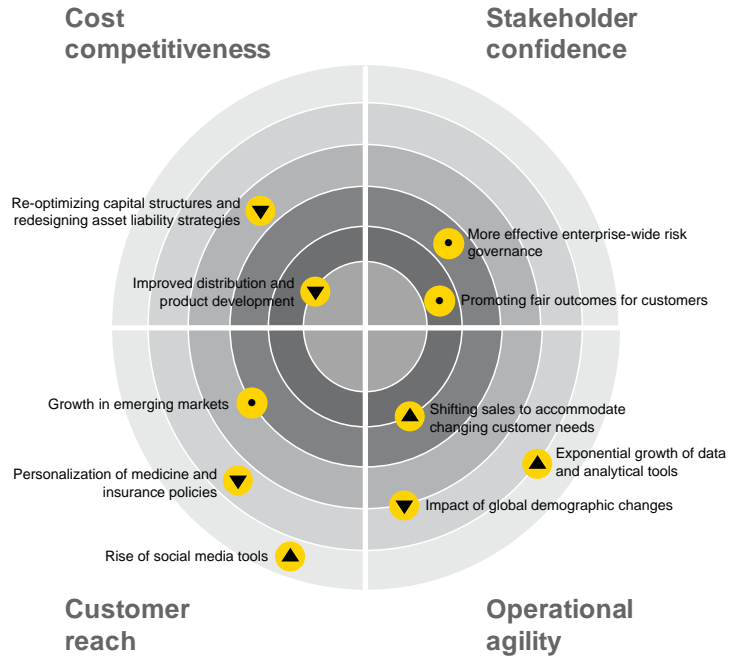 Cost
competitiveness
Stakeholder
confidence
Re-optimizing capital structures and
redesigning asset liability strategies
More effective enterprise-wide risk
governance
Improved distribution and
product development
Promoting fair outcomes for customers
Growth in emerging markets
Shifting sales to accommodate
changing customer needs
Exponential growth of data
and analytical tools
Personalization of medicine and
insurance policies
Impact of global demographic changes
Rise of social media tools
Customer
reach
Operational
agility